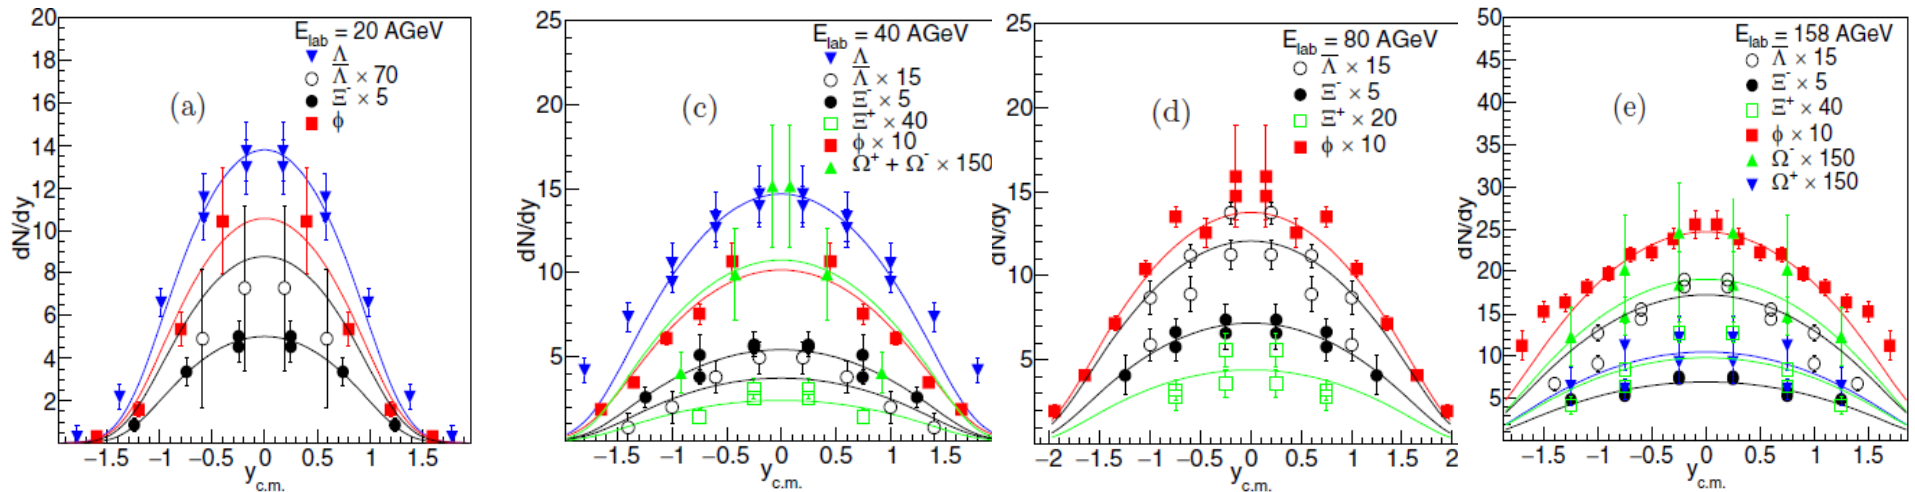 20
18
16
14
12
10
8
6
4
2
dN/dy
E_lab = 20 AGeV
Λ
Λ̅ × 70
Ξ⁻ × 5
ϕ
(a)
−1.5 −1 −0.5 0 0.5 1 1.5
y_c.m.
25
20
15
10
5
dN/dy
E_lab = 40 AGeV
Λ
Λ̅ × 15
Ξ⁻ × 5
Ξ⁺ × 40
ϕ × 10
Ω⁺ + Ω⁻ × 150
(c)
−1.5 −1 −0.5 0 0.5 1 1.5
y_c.m.
25
20
15
10
5
dN/dy
E_lab = 80 AGeV
Λ̅ × 15
Ξ⁻ × 5
Ξ⁺ × 20
ϕ × 10
(d)
−2 −1.5 −1 −0.5 0 0.5 1 1.5 2
y_c.m.
50
45
40
35
30
25
20
15
10
5
dN/dy
E_lab = 158 AGeV
Λ̅ × 15
Ξ⁻ × 5
Ξ⁺ × 40
ϕ × 10
Ω⁻ × 150
Ω⁺ × 150
(e)
−1.5 −1 −0.5 0 0.5 1 1.5
y_c.m.